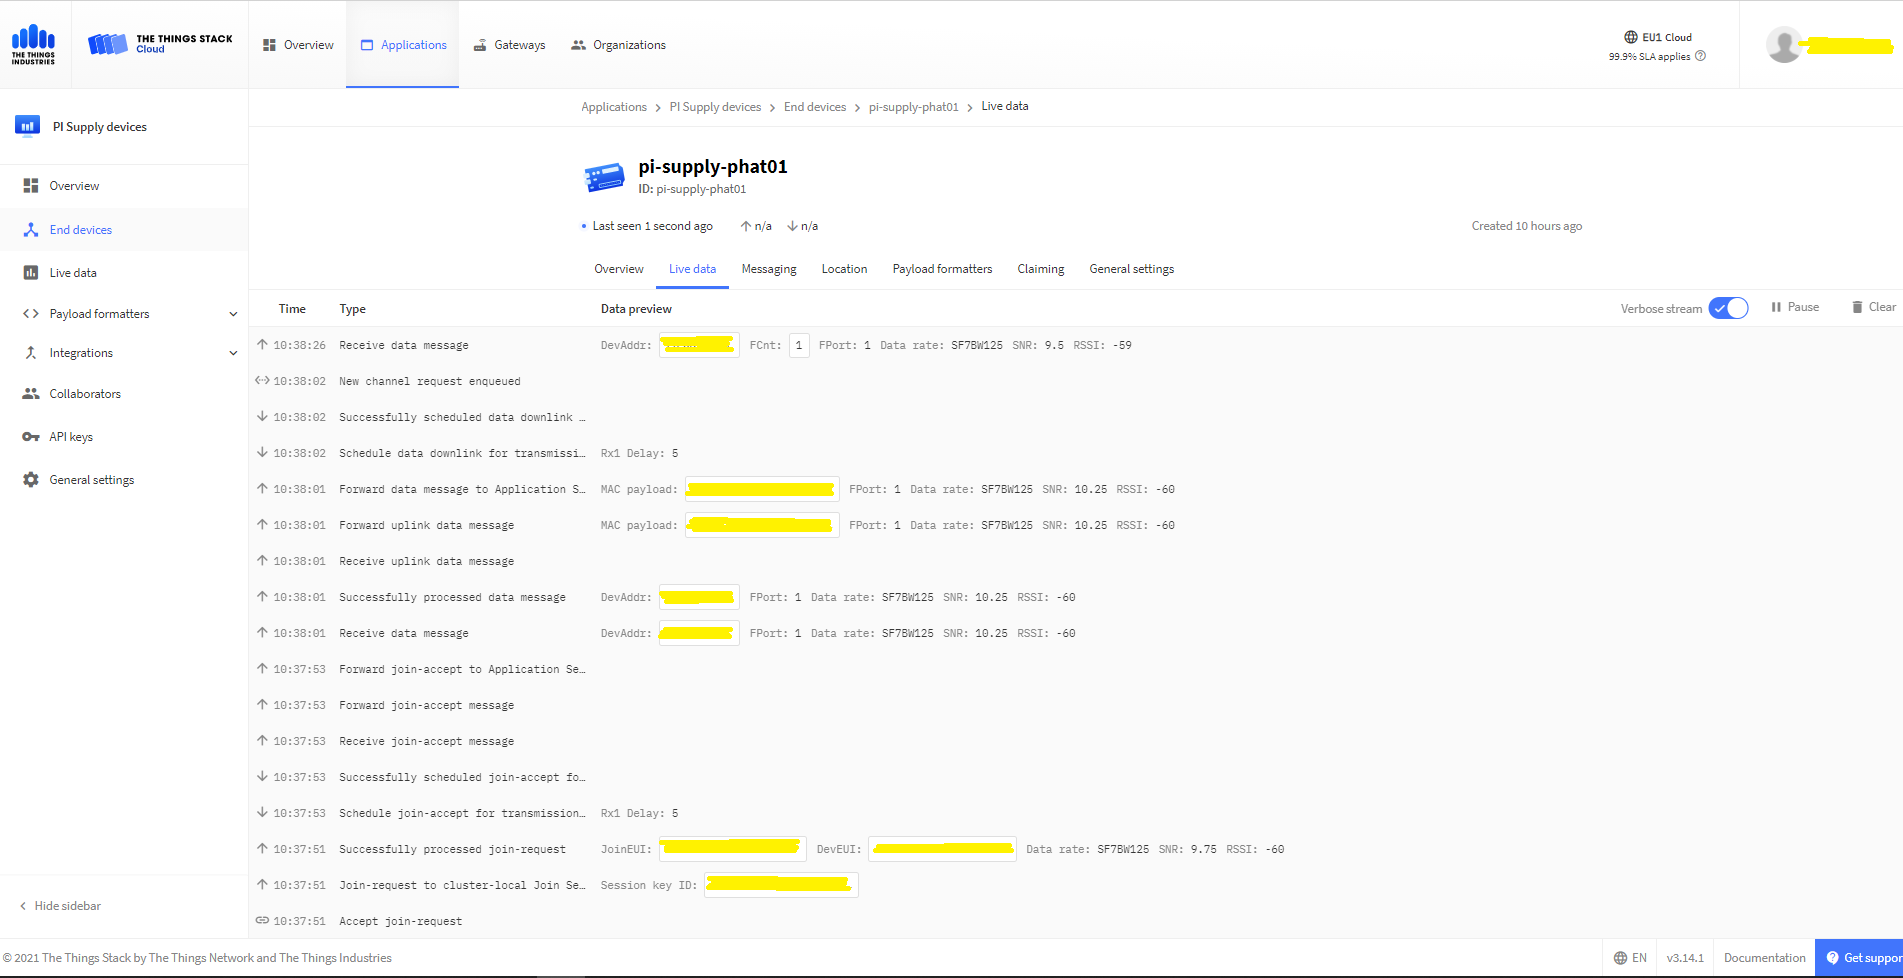 THE THINGS INDUSTRIES
THE THINGS STACK
Cloud
Overview
Applications
Gateways
Organizations
EU1 Cloud
99.9% SLA applies
PI Supply devices
Overview
End devices
Live data
Payload formatters
Integrations
Collaborators
API keys
General settings
Hide sidebar
Applications > PI Supply devices > End devices > pi-supply-phat01 > Live data
pi-supply-phat01
ID: pi-supply-phat01
Last seen 1 second ago ↑ n/a ↓ n/a Created 10 hours ago
Overview Live data Messaging Location Payload formatters Claiming General settings
Time Type Data preview Verbose stream Pause Clear
↑ 10:38:26 Receive data message DevAddr: FCnt: 1 FPort: 1 Data rate: SF7BW125 SNR: 9.5 RSSI: -59
10:38:02 New channel request enqueued
↓ 10:38:02 Successfully scheduled data downlink …
↓ 10:38:02 Schedule data downlink for transmissi… Rx1 Delay: 5
↑ 10:38:01 Forward data message to Application S… MAC payload: FPort: 1 Data rate: SF7BW125 SNR: 10.25 RSSI: -60
↑ 10:38:01 Forward uplink data message MAC payload: FPort: 1 Data rate: SF7BW125 SNR: 10.25 RSSI: -60
↑ 10:38:01 Receive uplink data message
↑ 10:38:01 Successfully processed data message DevAddr: FPort: 1 Data rate: SF7BW125 SNR: 10.25 RSSI: -60
↑ 10:38:01 Receive data message DevAddr: FPort: 1 Data rate: SF7BW125 SNR: 10.25 RSSI: -60
↑ 10:37:53 Forward join-accept to Application Se…
↑ 10:37:53 Forward join-accept message
↑ 10:37:53 Receive join-accept message
↓ 10:37:53 Successfully scheduled join-accept fo…
↓ 10:37:53 Schedule join-accept for transmission… Rx1 Delay: 5
↑ 10:37:51 Successfully processed join-request JoinEUI: DevEUI: Data rate: SF7BW125 SNR: 9.75 RSSI: -60
↑ 10:37:51 Join-request to cluster-local Join Se… Session key ID:
10:37:51 Accept join-request
© 2021 The Things Stack by The Things Network and The Things Industries
EN v3.14.1 Documentation Get suppor